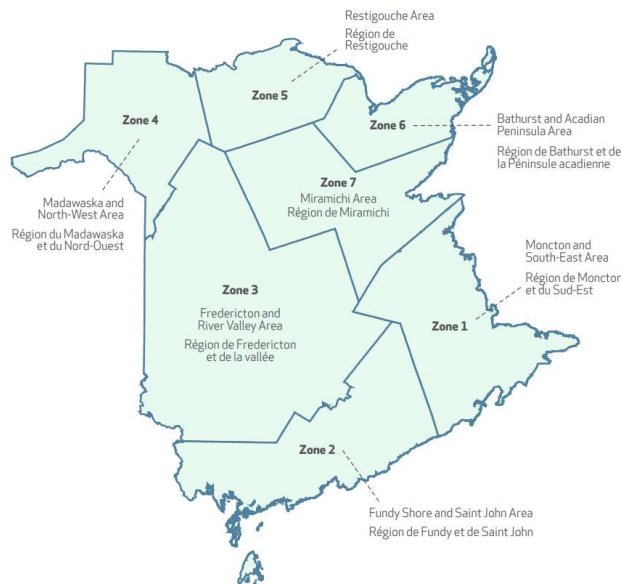 Restigouche Area
Région de
Restigouche
Zone 5
Zone 4
Zone 6
Bathurst and Acadian
Peninsula Area
Région de Bathurst et de
la Péninsule acadienne
Zone 7
Miramichi Area
Région de Miramichi
Madawaska and
North-West Area
Région du Madawaska
et du Nord-Ouest
Moncton and
South-East Area
Région de Moncton
et du Sud-Est
Zone 3
Fredericton and
River Valley Area
Région de Fredericton
et de la vallée
Zone 1
Zone 2
Fundy Shore and Saint John Area
Région de Fundy et de Saint John